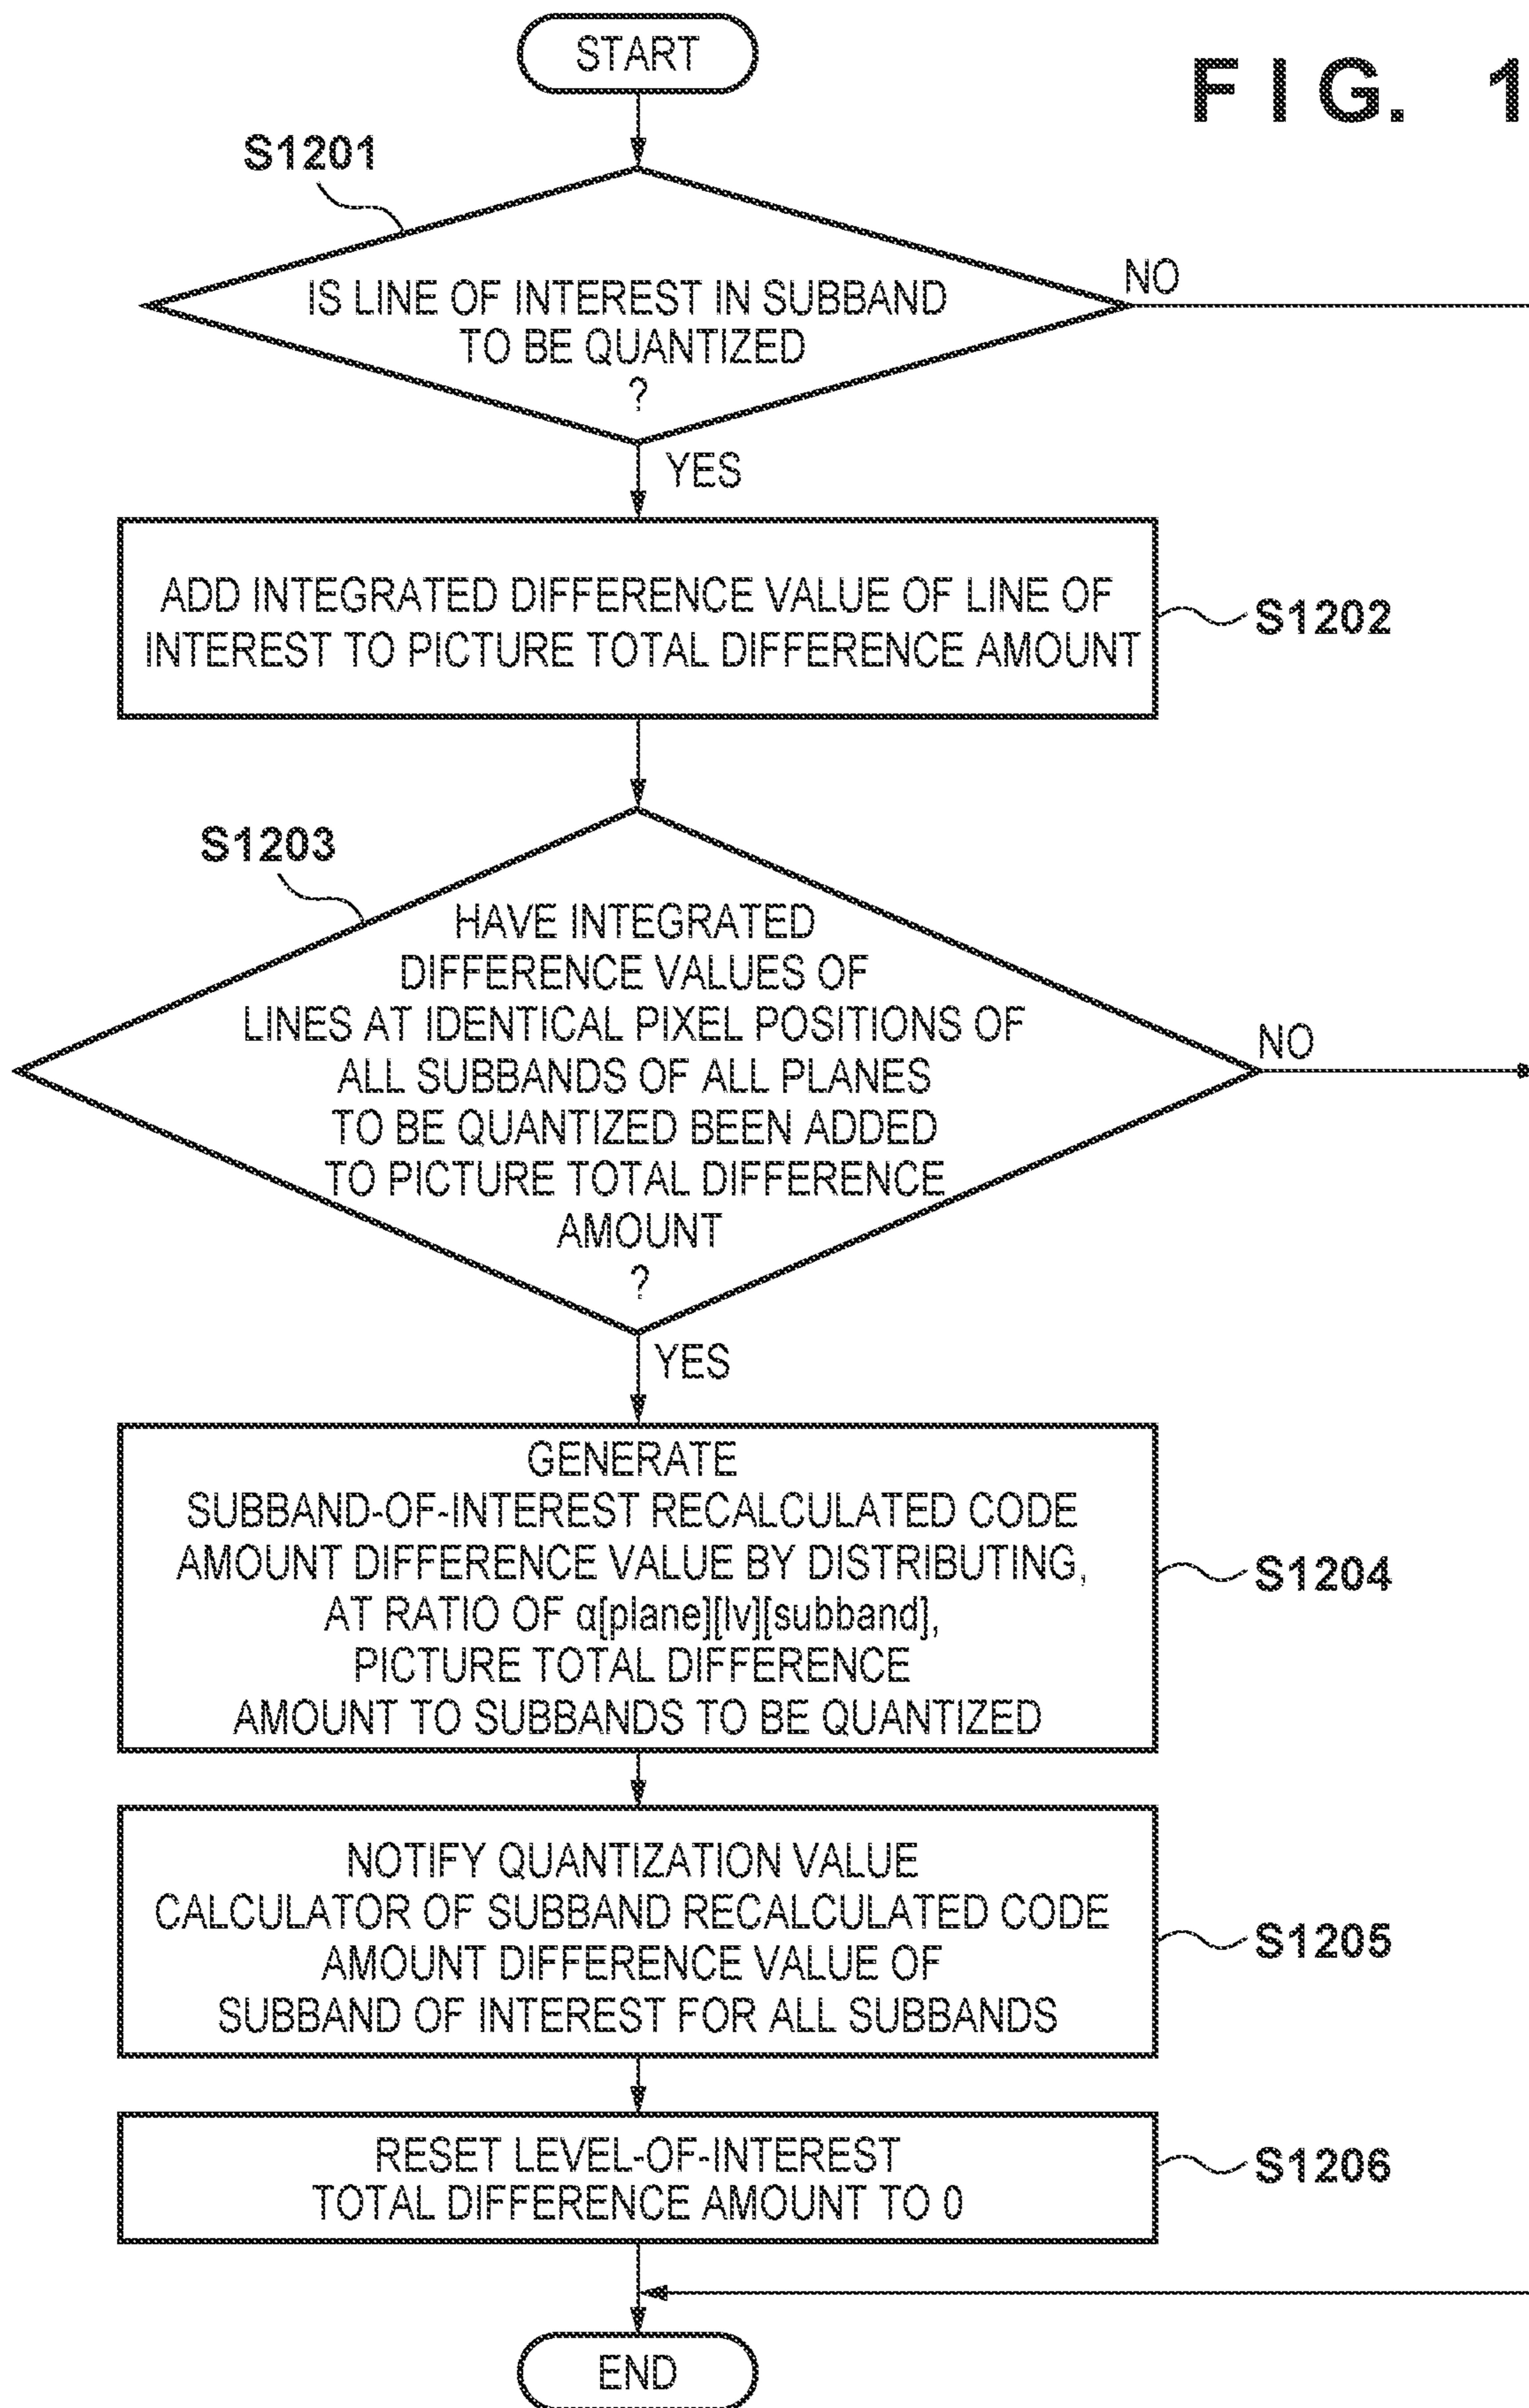 START
FIG. 1
S1201
IS LINE OF INTEREST IN SUBBAND
TO BE QUANTIZED
?
NO
YES
ADD INTEGRATED DIFFERENCE VALUE OF LINE OF
INTEREST TO PICTURE TOTAL DIFFERENCE AMOUNT
S1202
S1203
HAVE INTEGRATED
DIFFERENCE VALUES OF
LINES AT IDENTICAL PIXEL POSITIONS OF
ALL SUBBANDS OF ALL PLANES
TO BE QUANTIZED BEEN ADDED
TO PICTURE TOTAL DIFFERENCE
AMOUNT
?
NO
YES
GENERATE
SUBBAND-OF-INTEREST RECALCULATED CODE
AMOUNT DIFFERENCE VALUE BY DISTRIBUTING,
AT RATIO OF α[plane][lv][subband],
PICTURE TOTAL DIFFERENCE
AMOUNT TO SUBBANDS TO BE QUANTIZED
S1204
NOTIFY QUANTIZATION VALUE
CALCULATOR OF SUBBAND RECALCULATED CODE
AMOUNT DIFFERENCE VALUE OF
SUBBAND OF INTEREST FOR ALL SUBBANDS
S1205
RESET LEVEL-OF-INTEREST
TOTAL DIFFERENCE AMOUNT TO 0
S1206
END